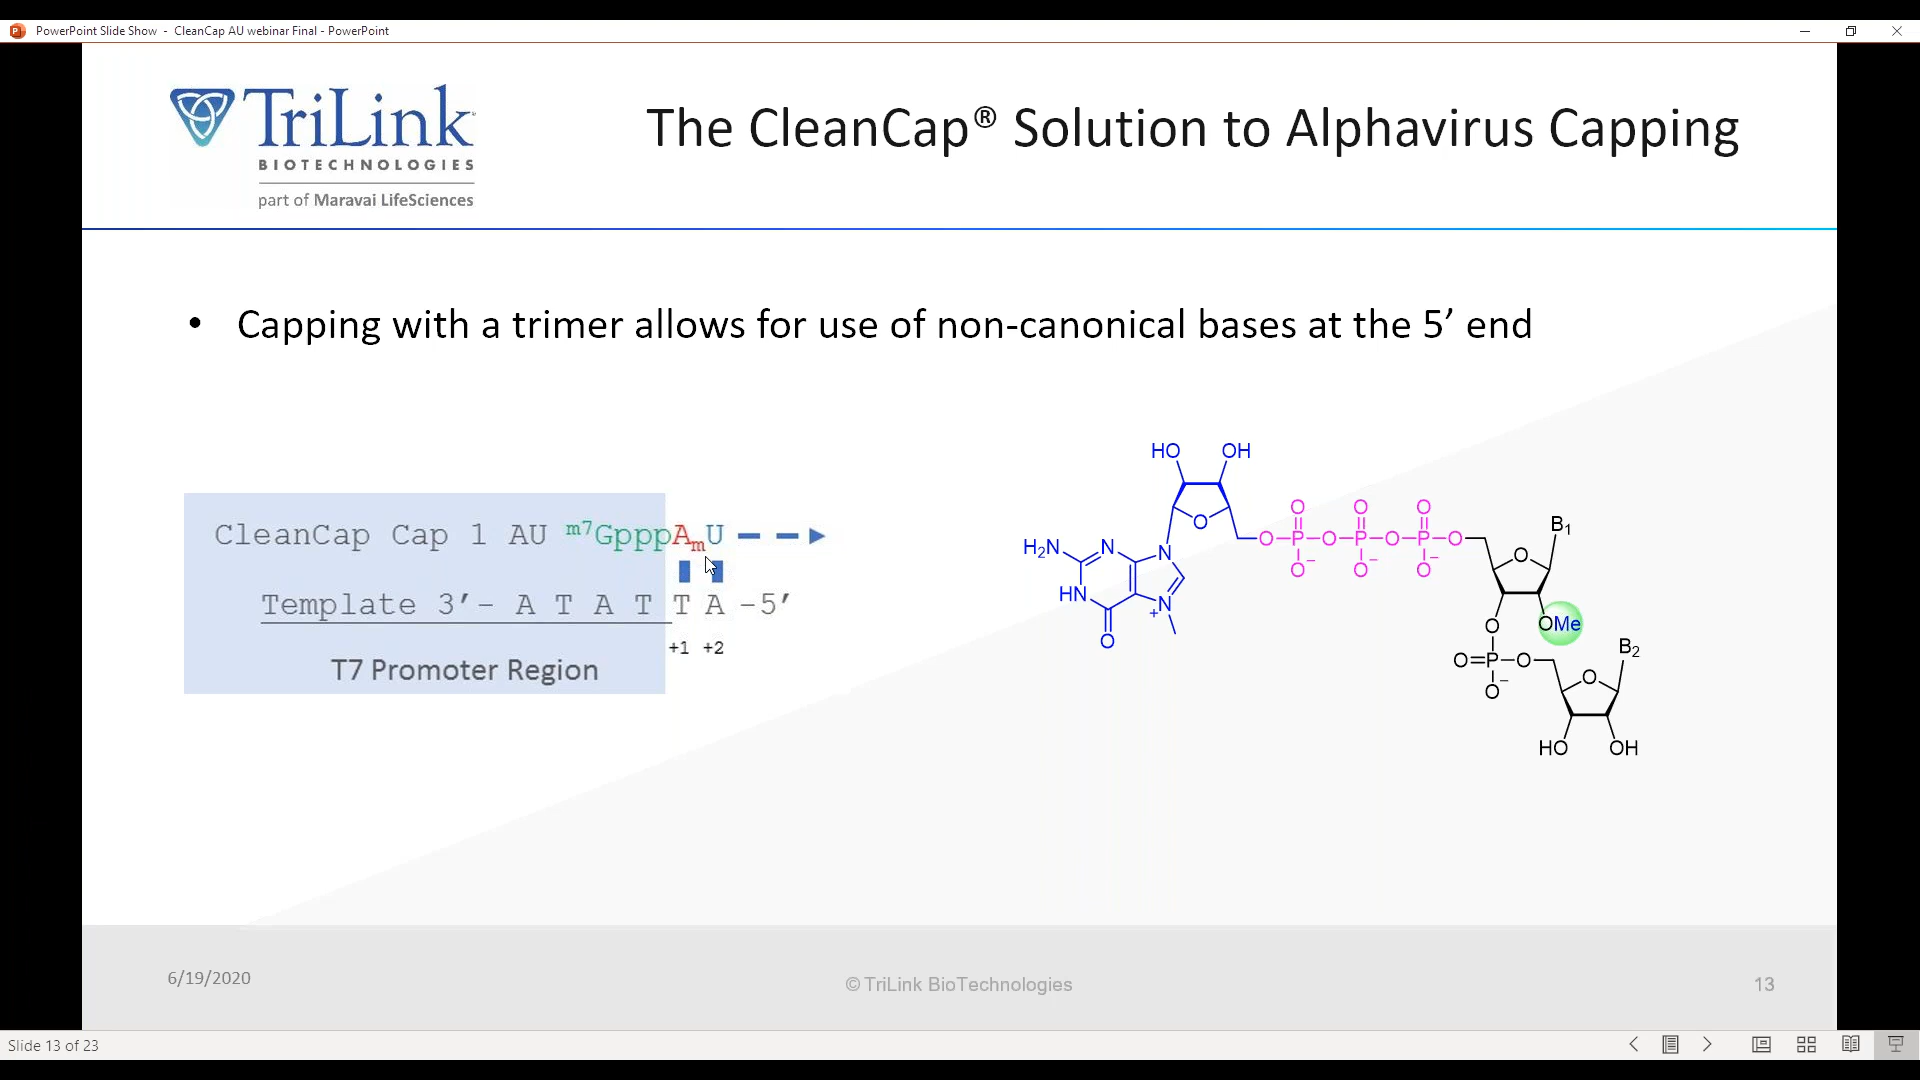 PowerPoint Slide Show - CleanCap AU webinar Final - PowerPoint
TriLink
BIOTECHNOLOGIES
part of Maravai LifeSciences
The CleanCap® Solution to Alphavirus Capping
• Capping with a trimer allows for use of non-canonical bases at the 5’ end
CleanCap Cap 1 AU m7GpppAmU
Template 3’- A T A T T A -5’
+1 +2
T7 Promoter Region
HO OH
H2N N N
HN N +
O
O
O O O
O P O P O P O
O− O− O−
O B1
OMe
O
O=P–O
O−
O B2
HO OH
6/19/2020
© TriLink BioTechnologies
13
Slide 13 of 23